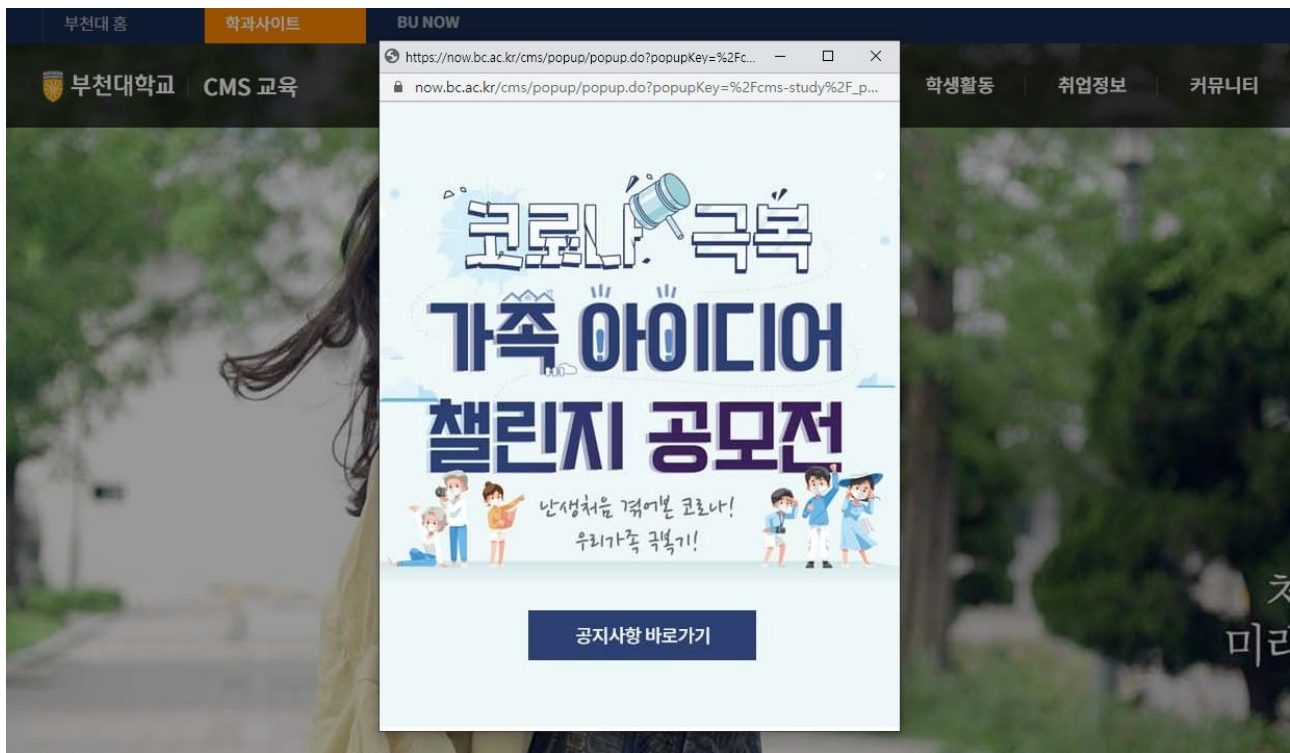 부천대 홈
학과사이트
BU NOW
https://now.bc.ac.kr/cms/popup/popup.do?popupKey=%2Fc...
부천대학교
CMS 교육
now.bc.ac.kr/cms/popup/popup.do?popupKey=%2Fcms-study%2F_p...
학생활동
취업정보
커뮤니티
코로나 극복
가족 아이디어
챌린지 공모전
난생처음 겪어본 코로나!
우리가족 극복기!
공지사항 바로가기